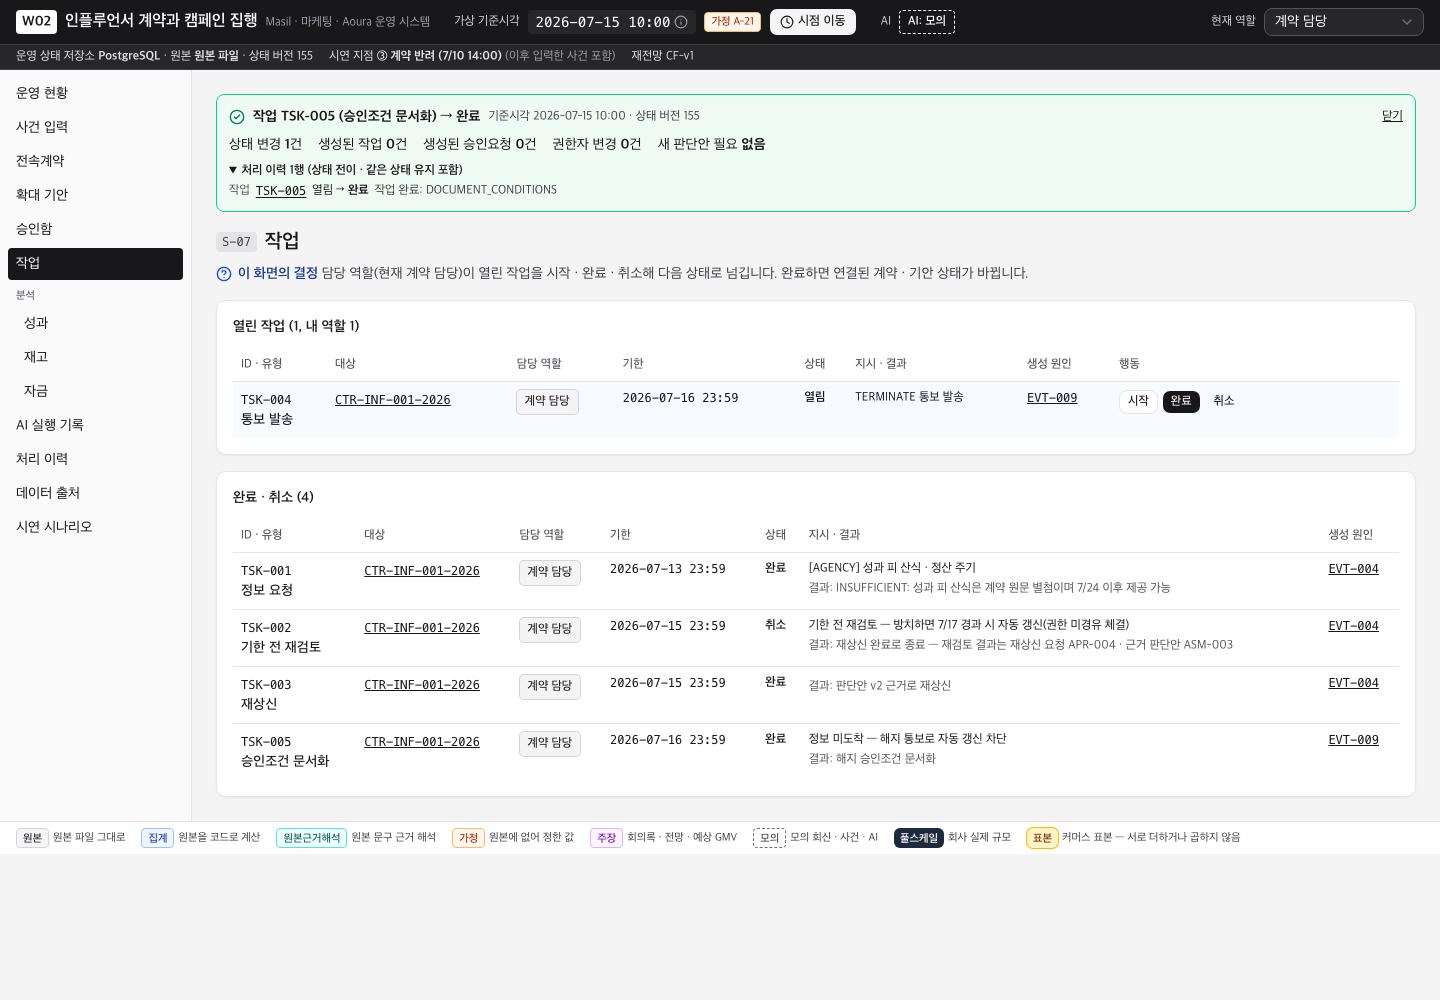 W02 인플루언서 계약과 캠페인 집행 Masil · 마케팅 · Aoura 운영 시스템 가상 기준시각 2026-07-15 10:00 가정 A-21 시점 이동 AI AI: 모의 현재 역할 계약 담당
운영 상태 저장소 PostgreSQL · 원본 원본 파일 · 상태 버전 155 시연 지점 ③ 계약 반려 (7/10 14:00) (이후 입력한 사건 포함) 재전망 CF-v1
운영 현황
사건 입력
전속계약
확대 기안
승인함
작업
분석
성과
재고
자금
AI 실행 기록
처리 이력
데이터 출처
시연 시나리오
작업 TSK-005 (승인조건 문서화) → 완료 기준시각 2026-07-15 10:00 · 상태 버전 155 닫기
상태 변경 1건 생성된 작업 0건 생성된 승인요청 0건 권한자 변경 0건 새 판단안 필요 없음
▼ 처리 이력 1행 (상태 전이 · 같은 상태 유지 포함)
작업 TSK-005 열림 → 완료 작업 완료: DOCUMENT_CONDITIONS
S-07 작업
이 화면의 결정 담당 역할(현재 계약 담당)이 열린 작업을 시작 · 완료 · 취소해 다음 상태로 넘깁니다. 완료하면 연결된 계약 · 기안 상태가 바뀝니다.
열린 작업 (1, 내 역할 1)
ID · 유형 대상 담당 역할 기한 상태 지시 · 결과 생성 원인 행동
TSK-004 CTR-INF-001-2026 계약 담당 2026-07-16 23:59 열림 TERMINATE 통보 발송 EVT-009 시작 완료 취소
통보 발송
완료 · 취소 (4)
ID · 유형 대상 담당 역할 기한 상태 지시 · 결과 생성 원인
TSK-001 CTR-INF-001-2026 계약 담당 2026-07-13 23:59 완료 [AGENCY] 성과 피 산식 · 정산 주기 EVT-004
정보 요청 결과: INSUFFICIENT: 성과 피 산식은 계약 원문 별첨이며 7/24 이후 제공 가능
TSK-002 CTR-INF-001-2026 계약 담당 2026-07-15 23:59 취소 기한 전 재검토 — 방치하면 7/17 경과 시 자동 갱신(권한 미경유 체결) EVT-004
기한 전 재검토 결과: 재상신 완료로 종료 — 재검토 결과는 재상신 요청 APR-004 · 근거 판단안 ASM-003
TSK-003 CTR-INF-001-2026 계약 담당 2026-07-15 23:59 완료 결과: 판단안 v2 근거로 재상신 EVT-004
재상신
TSK-005 CTR-INF-001-2026 계약 담당 2026-07-16 23:59 완료 정보 미도착 — 해지 통보로 자동 갱신 차단 EVT-009
승인조건 문서화 결과: 해지 승인조건 문서화
원본 원본 파일 그대로 집계 원본을 코드로 계산 원본근거해석 원본 문구 근거 해석 가정 원본에 없어 정한 값 주장 회의록 · 전망 · 예상 GMV 모의 모의 회신 · 사건 · AI 풀스케일 회사 실제 규모 표본 커머스 표본 — 서로 더하거나 곱하지 않음